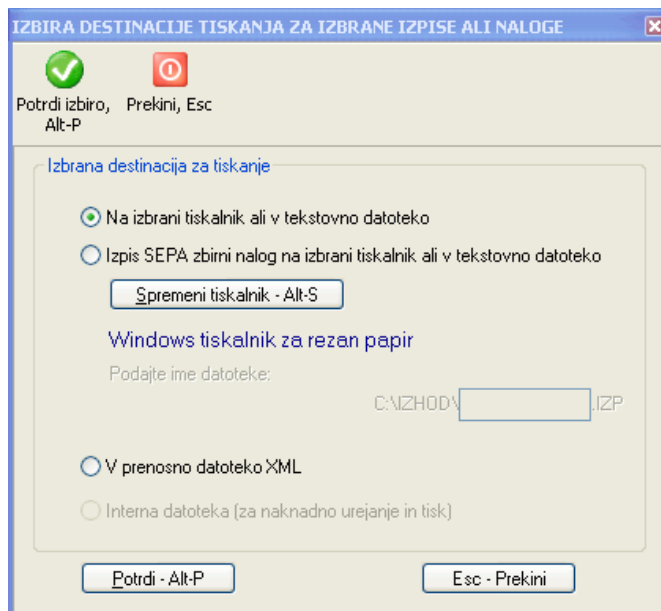 IZBIRA DESTINACIJE TISKANJA ZA IZBRANE IZPISE ALI NALOGE
Potrdi izbiro,
Alt-P
Prekini, Esc
Izbrana destinacija za tiskanje
Na izbrani tiskalnik ali v tekstovno datoteko
Izpis SEPA zbirni nalog na izbrani tiskalnik ali v tekstovno datoteko
Spremeni tiskalnik - Alt-S
Windows tiskalnik za rezan papir
Podajte ime datoteke:
C:\IZHOD\ .IZP
V prenosno datoteko XML
Interna datoteka (za naknadno urejanje in tisk)
Potrdi - Alt-P
Esc - Prekini